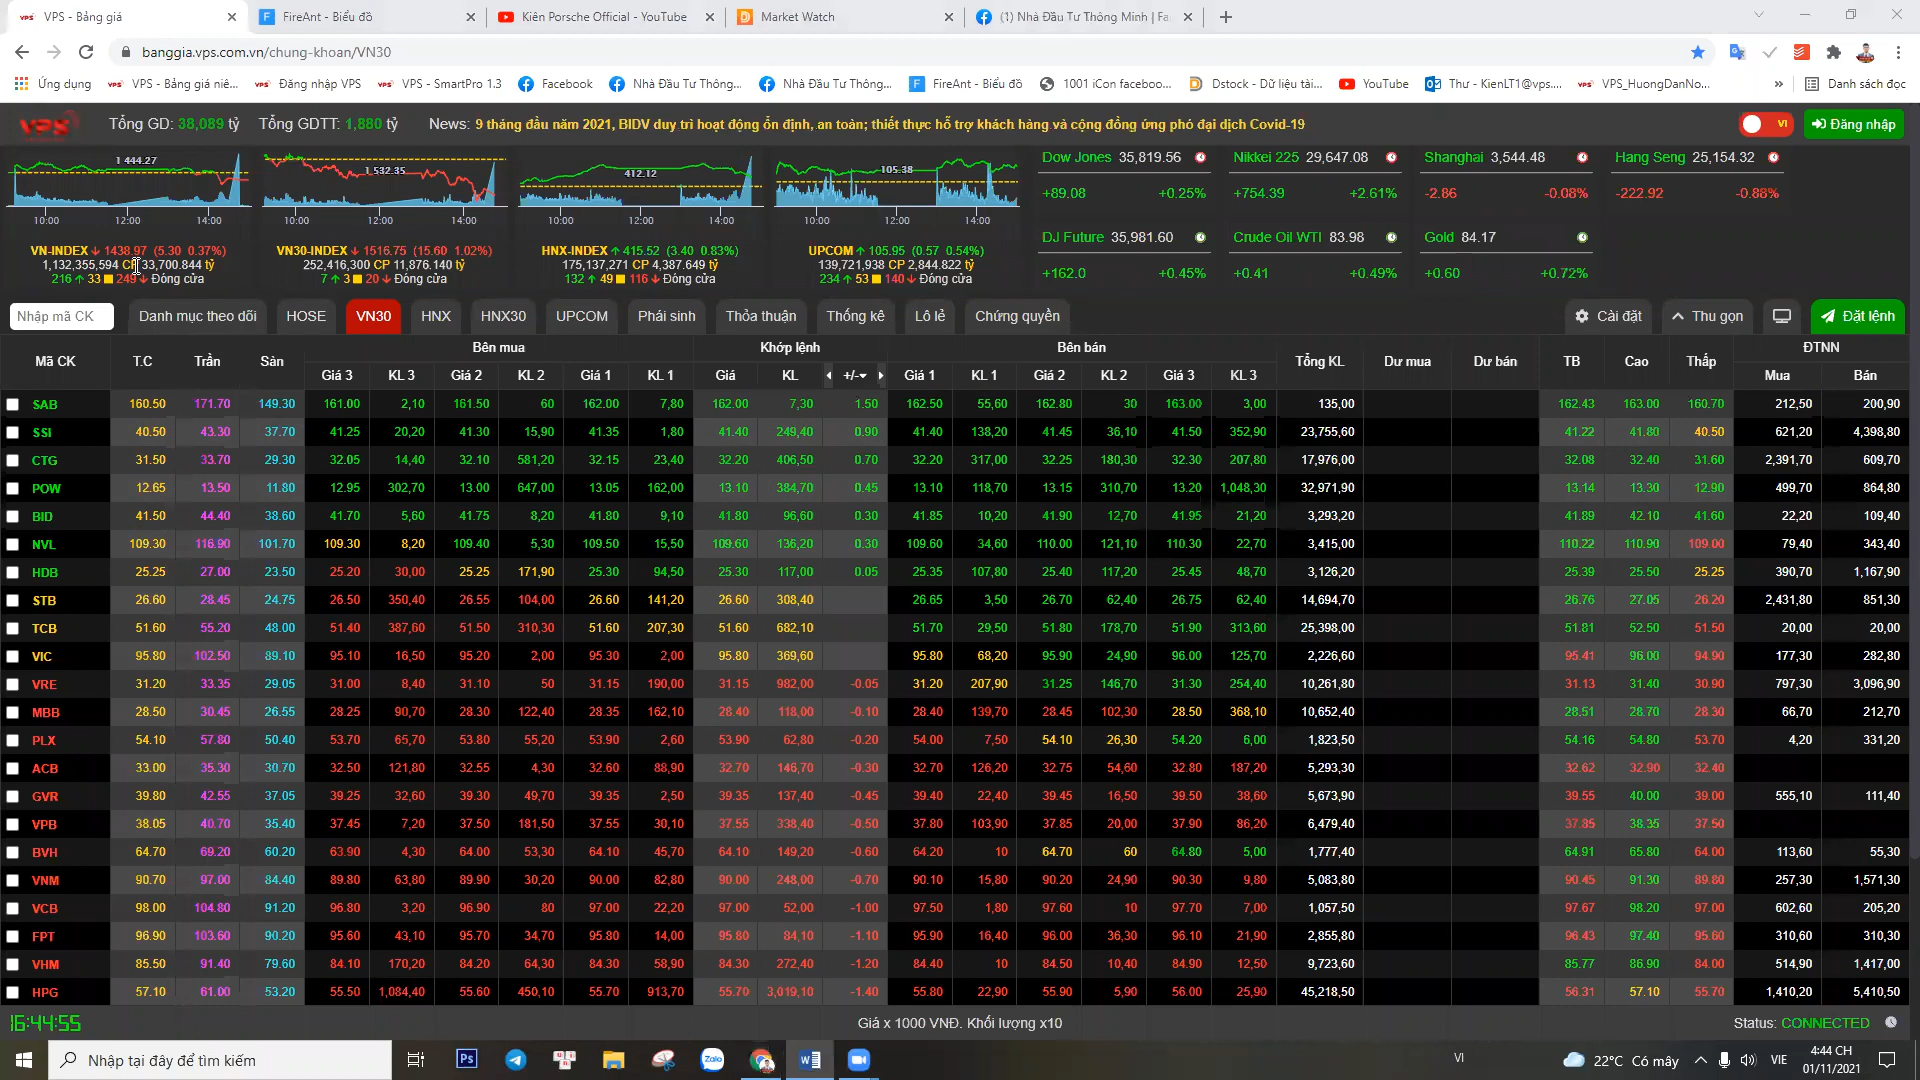 VPS - Bảng giá
FireAnt - Biểu đồ
Kiên Porsche Official - YouTube
Market Watch
(1) Nhà Đầu Tư Thông Minh | Fa
banggia.vps.com.vn/chung-khoan/VN30
Ứng dụng VPS - Bảng giá niê... Đăng nhập VPS VPS - SmartPro 1.3 Facebook Nhà Đầu Tư Thông... Nhà Đầu Tư Thông... FireAnt - Biểu đồ 1001 iCon faceboo... Dstock - Dữ liệu tài... YouTube Thư - KienLT1@vps.... VPS_HuongDanNo... » Danh sách đọc
VPS Tổng GD: 38,089 tỷ Tổng GDTT: 1,880 tỷ News: 9 tháng đầu năm 2021, BIDV duy trì hoạt động ổn định, an toàn; thiết thực hỗ trợ khách hàng và cộng đồng ứng phó đại dịch Covid-19 VI Đăng nhập
1 444.27 1 532.35 412.12 105.38
10:00 12:00 14:00 10:00 12:00 14:00 10:00 12:00 14:00 10:00 12:00 14:00
Dow Jones 35,819.56 Nikkei 225 29,647.08 Shanghai 3,544.48 Hang Seng 25,154.32
+89.08 +0.25% +754.39 +2.61% -2.86 -0.08% -222.92 -0.88%
DJ Future 35,981.60 Crude Oil WTI 83.98 Gold 84.17
+162.0 +0.45% +0.41 +0.49% +0.60 +0.72%
VN-INDEX 1438.97 (5.30 0.37%) VN30-INDEX 1516.75 (15.60 1.02%) HNX-INDEX 415.52 (3.40 0.83%) UPCOM 105.95 (0.57 0.54%)
1,132,355,594 CP 33,700.844 tỷ 252,416,300 CP 11,876.140 tỷ 175,137,271 CP 4,387.649 tỷ 139,721,938 CP 2,844.822 tỷ
216 33 249 Đóng cửa 7 3 20 Đóng cửa 132 49 116 Đóng cửa 234 53 140 Đóng cửa
Nhập mã CK Danh mục theo dõi HOSE VN30 HNX HNX30 UPCOM Phái sinh Thỏa thuận Thống kê Lô lẻ Chứng quyền Cài đặt Thu gọn Đặt lệnh
Mã CK T.C Trần Sàn Bên mua Khớp lệnh Bên bán Tổng KL Dư mua Dư bán TB Cao Thấp ĐTNN
Giá 3 KL 3 Giá 2 KL 2 Giá 1 KL 1 Giá KL +/- Giá 1 KL 1 Giá 2 KL 2 Giá 3 KL 3 Mua Bán
SAB 160.50 171.70 149.30 161.00 2,10 161.50 60 162.00 7,80 162.00 7,30 1.50 162.50 55,60 162.80 30 163.00 3,00 135,00 162.43 163.00 160.70 212,50 200,90
SSI 40.50 43.30 37.70 41.25 20,20 41.30 15,90 41.35 1,80 41.40 249,40 0.90 41.40 138,20 41.45 36,10 41.50 352,90 23,755,60 41.22 41.80 40.50 621,20 4,398,80
CTG 31.50 33.70 29.30 32.05 14,40 32.10 581,20 32.15 23,40 32.20 406,50 0.70 32.20 317,00 32.25 180,30 32.30 207,80 17,976,00 32.08 32.40 31.60 2,391,70 609,70
POW 12.65 13.50 11.80 12.95 302,70 13.00 647,00 13.05 162,00 13.10 384,70 0.45 13.10 118,70 13.15 310,70 13.20 1,048,30 32,971,90 13.14 13.30 12.90 499,70 864,80
BID 41.50 44.40 38.60 41.70 5,60 41.75 8,20 41.80 9,10 41.80 96,60 0.30 41.85 10,20 41.90 12,70 41.95 21,20 3,293,20 41.89 42.10 41.60 22,20 109,40
NVL 109.30 116.90 101.70 109.30 8,20 109.40 5,30 109.50 15,50 109.60 136,20 0.30 109.60 34,60 110.00 121,10 110.30 22,70 3,415,00 110.22 110.90 109.00 79,40 343,40
HDB 25.25 27.00 23.50 25.20 30,00 25.25 171,90 25.30 94,50 25.30 117,00 0.05 25.35 107,80 25.40 117,20 25.45 48,70 3,126,20 25.39 25.50 25.25 390,70 1,167,90
STB 26.60 28.45 24.75 26.50 350,40 26.55 104,00 26.60 141,20 26.60 308,40 26.65 3,50 26.70 62,40 26.75 62,40 14,694,70 26.76 27.05 26.20 2,431,80 851,30
TCB 51.60 55.20 48.00 51.40 387,60 51.50 310,30 51.60 207,30 51.60 682,10 51.70 29,50 51.80 178,70 51.90 313,60 25,398,00 51.81 52.50 51.50 20,00 20,00
VIC 95.80 102.50 89.10 95.10 16,50 95.20 2,00 95.30 2,00 95.80 369,60 95.80 68,20 95.90 24,90 96.00 125,70 2,226,60 95.41 96.00 94.90 177,30 282,80
VRE 31.20 33.35 29.05 31.00 8,40 31.10 50 31.15 190,00 31.15 982,00 -0.05 31.20 207,90 31.25 146,70 31.30 254,40 10,261,80 31.13 31.40 30.90 797,30 3,096,90
MBB 28.50 30.45 26.55 28.25 90,70 28.30 122,40 28.35 162,10 28.40 118,00 -0.10 28.40 139,70 28.45 102,30 28.50 368,10 10,652,40 28.51 28.70 28.30 66,70 212,70
PLX 54.10 57.80 50.40 53.70 65,70 53.80 55,20 53.90 2,60 53.90 62,80 -0.20 54.00 7,50 54.10 26,30 54.20 6,00 1,823,50 54.16 54.80 53.70 4,20 331,20
ACB 33.00 35.30 30.70 32.50 121,80 32.55 4,30 32.60 88,90 32.70 146,70 -0.30 32.70 126,20 32.75 54,60 32.80 187,20 5,293,30 32.62 32.90 32.40
GVR 39.80 42.55 37.05 39.25 32,60 39.30 49,70 39.35 2,50 39.35 137,40 -0.45 39.40 22,40 39.45 16,50 39.50 38,60 5,673,90 39.55 40.00 39.00 555,10 111,40
VPB 38.05 40.70 35.40 37.45 7,20 37.50 181,50 37.55 30,10 37.55 338,40 -0.50 37.80 103,90 37.85 20,00 37.90 86,20 6,479,40 37.85 38.35 37.50
BVH 64.70 69.20 60.20 63.90 4,30 64.00 53,30 64.10 45,70 64.10 149,20 -0.60 64.20 10 64.70 60 64.80 5,00 1,777,40 64.91 65.80 64.00 113,60 55,30
VNM 90.70 97.00 84.40 89.80 63,80 89.90 30,20 90.00 82,80 90.00 248,00 -0.70 90.10 15,80 90.20 24,90 90.30 9,80 5,083,80 90.45 91.30 89.80 257,30 1,571,30
VCB 98.00 104.80 91.20 96.80 3,20 96.90 80 97.00 22,20 97.00 52,00 -1.00 97.50 1,80 97.60 10 97.70 7,00 1,057,50 97.67 98.20 97.00 602,60 205,20
FPT 96.90 103.60 90.20 95.60 43,10 95.70 34,70 95.80 14,00 95.80 84,10 -1.10 95.90 16,40 96.00 36,30 96.10 21,90 2,855,80 96.43 97.40 95.60 310,60 310,30
VHM 85.50 91.40 79.60 84.10 170,20 84.20 64,30 84.30 58,90 84.30 272,40 -1.20 84.40 10 84.50 10,40 84.90 12,50 9,723,60 85.77 86.90 84.00 514,90 1,417,00
HPG 57.10 61.00 53.20 55.50 1,084,40 55.60 450,10 55.70 913,70 55.70 3,019,10 -1.40 55.80 22,90 55.90 5,90 56.00 25,90 45,218,50 56.31 57.10 55.70 1,410,20 5,410,50
16:44:55 Giá x 1000 VNĐ. Khối lượng x10 Status: CONNECTED
Nhập tại đây để tìm kiếm Ps Zalo VI 22°C Có mây VIE 4:44 CH
01/11/2021